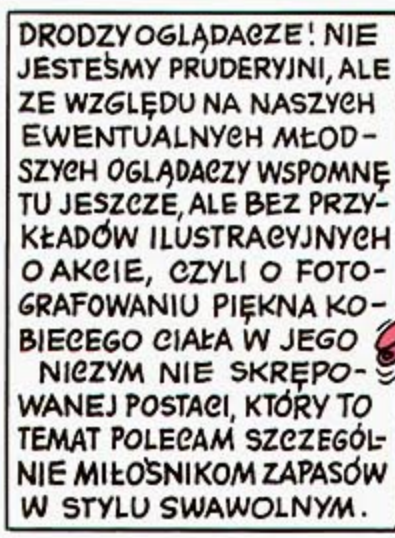 DRODZY OGLĄDACZE! NIE
JESTEŚMY PRUDERYJNI, ALE
ZE WZGLĘDU NA NASZYCH
EWENTUALNYCH MŁOD-
SZYCH OGLĄDACZY WSPOMNĘ
TU JESZCZE, ALE BEZ PRZY-
KŁADÓW ILUSTRACYJNYCH
O AKCIE, CZYLI O FOTO-
GRAFOWANIU PIĘKNA KO-
BIECEGO CIAŁA W JEGO
NICZYM NIE SKRĘPO-
WANEJ POSTACI, KTÓRY TO
TEMAT POLECAM SZCZEGÓL-
NIE MIŁOŚNIKOM ZAPASÓW
W STYLU SWAWOLNYM.